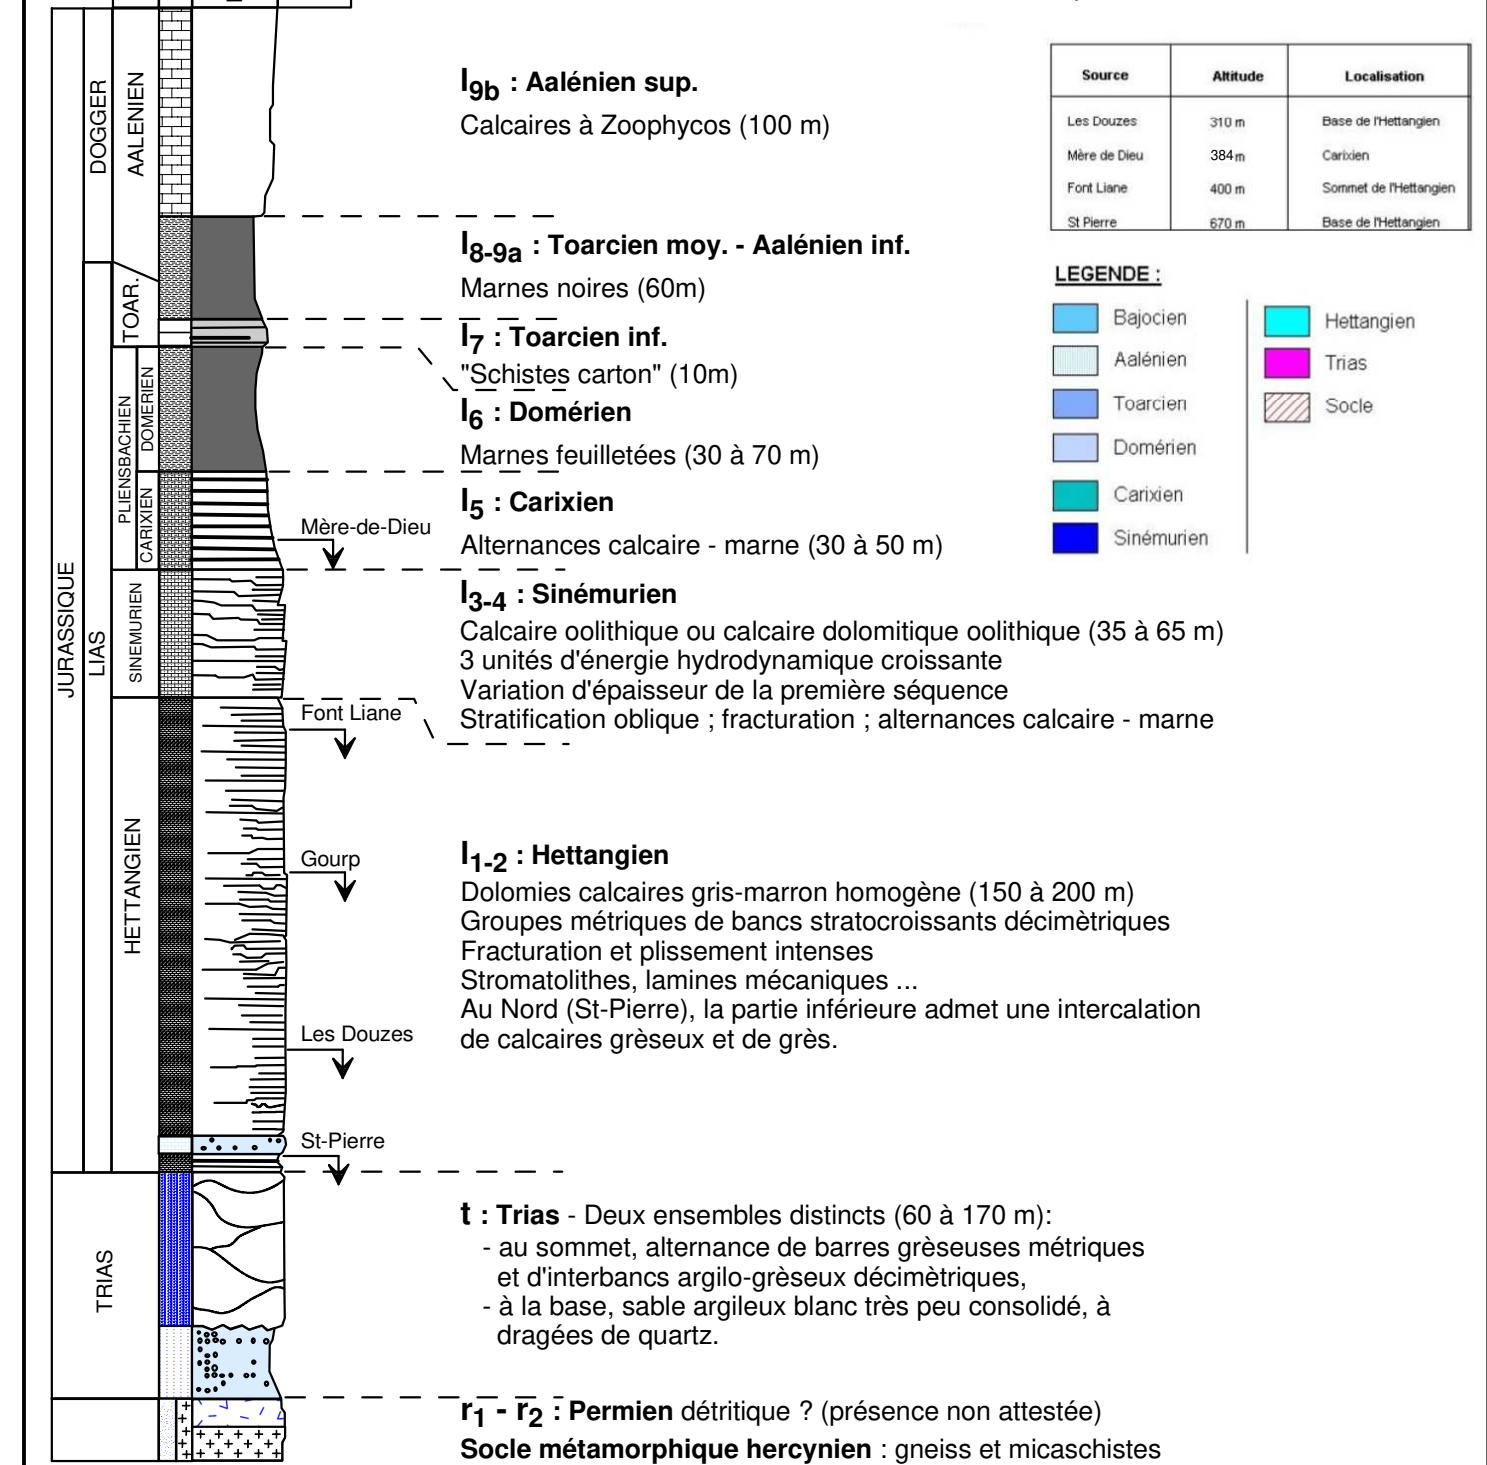 JURASSIQUE
DOGGER
LIAS
AALENIEN
TOAR.
PLIENSBACHIEN
DOMERIEN
CARIXIEN
SINEMURIEN
HETTANGIEN
TRIAS
Mère-de-Dieu
Font Liane
Gourp
Les Douzes
St-Pierre
l9b : Aalénien sup.
Calcaires à Zoophycos (100 m)
l8-9a : Toarcien moy. - Aalénien inf.
Marnes noires (60m)
l7 : Toarcien inf.
"Schistes carton" (10m)
l6 : Domérien
Marnes feuilletées (30 à 70 m)
l5 : Carixien
Alternances calcaire - marne (30 à 50 m)
l3-4 : Sinémurien
Calcaire oolithique ou calcaire dolomitique oolithique (35 à 65 m)
3 unités d'énergie hydrodynamique croissante
Variation d'épaisseur de la première séquence
Stratification oblique ; fracturation ; alternances calcaire - marne
l1-2 : Hettangien
Dolomies calcaires gris-marron homogène (150 à 200 m)
Groupes métriques de bancs stratocroissants décimètriques
Fracturation et plissement intenses
Stromatolithes, lamines mécaniques ...
Au Nord (St-Pierre), la partie inférieure admet une intercalation
de calcaires grèseux et de grès.
t : Trias - Deux ensembles distincts (60 à 170 m):
- au sommet, alternance de barres grèseuses métriques
et d'interbancs argilo-grèseux décimètriques,
- à la base, sable argileux blanc très peu consolidé, à
dragées de quartz.
r1 - r2 : Permien détritique ? (présence non attestée)
Socle métamorphique hercynien : gneiss et micaschistes
Source Altitude Localisation
Les Douzes 310 m Base de l'Hettangien
Mère de Dieu 384 m Carixien
Font Liane 400 m Sommet de l'Hettangien
St Pierre 670 m Base de l'Hettangien
LEGENDE :
Bajocien
Aalénien
Toarcien
Domérien
Carixien
Sinémurien
Hettangien
Trias
Socle